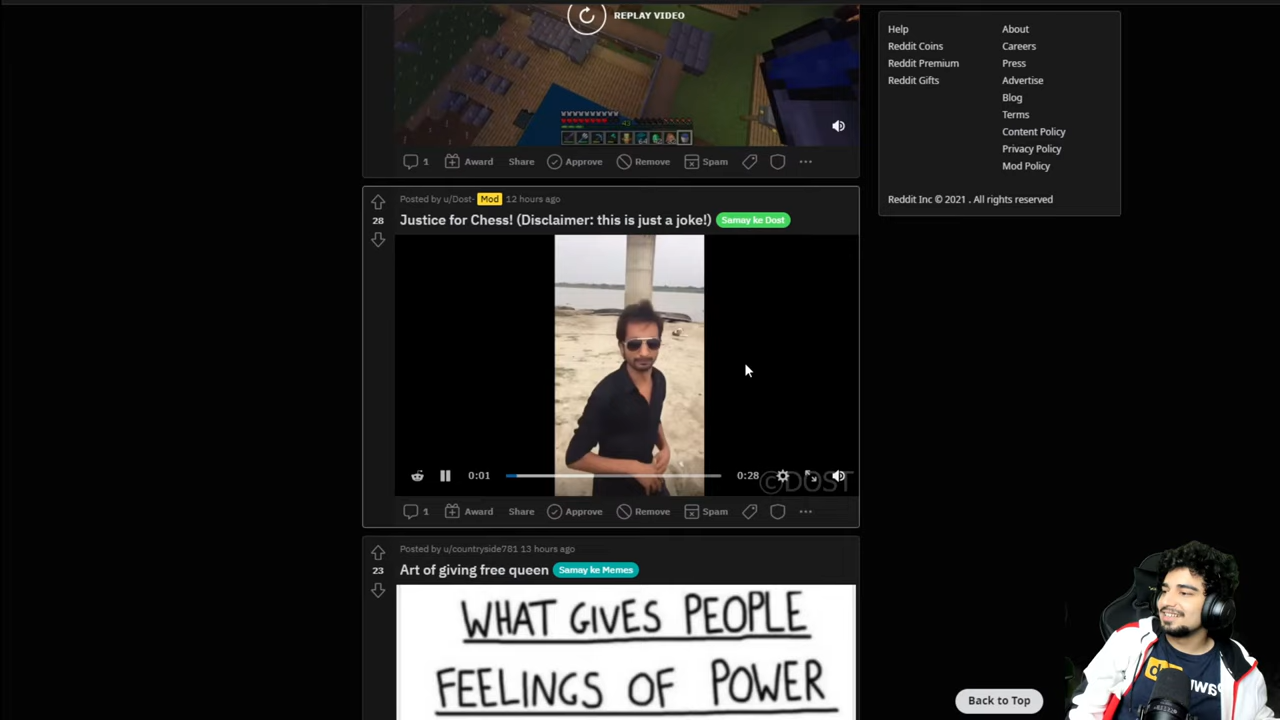 REPLAY VIDEO
1 Award Share Approve Remove Spam
Help
Reddit Coins
Reddit Premium
Reddit Gifts
About
Careers
Press
Advertise
Blog
Terms
Content Policy
Privacy Policy
Mod Policy
Reddit Inc © 2021 . All rights reserved
Posted by u/Dost- Mod 12 hours ago
28
Justice for Chess! (Disclaimer: this is just a joke!) Samay ke Dost
0:01
0:28
©DOST
1 Award Share Approve Remove Spam
Posted by u/countryside781 13 hours ago
23
Art of giving free queen Samay ke Memes
WHAT GIVES PEOPLE
FEELINGS OF POWER
Back to Top